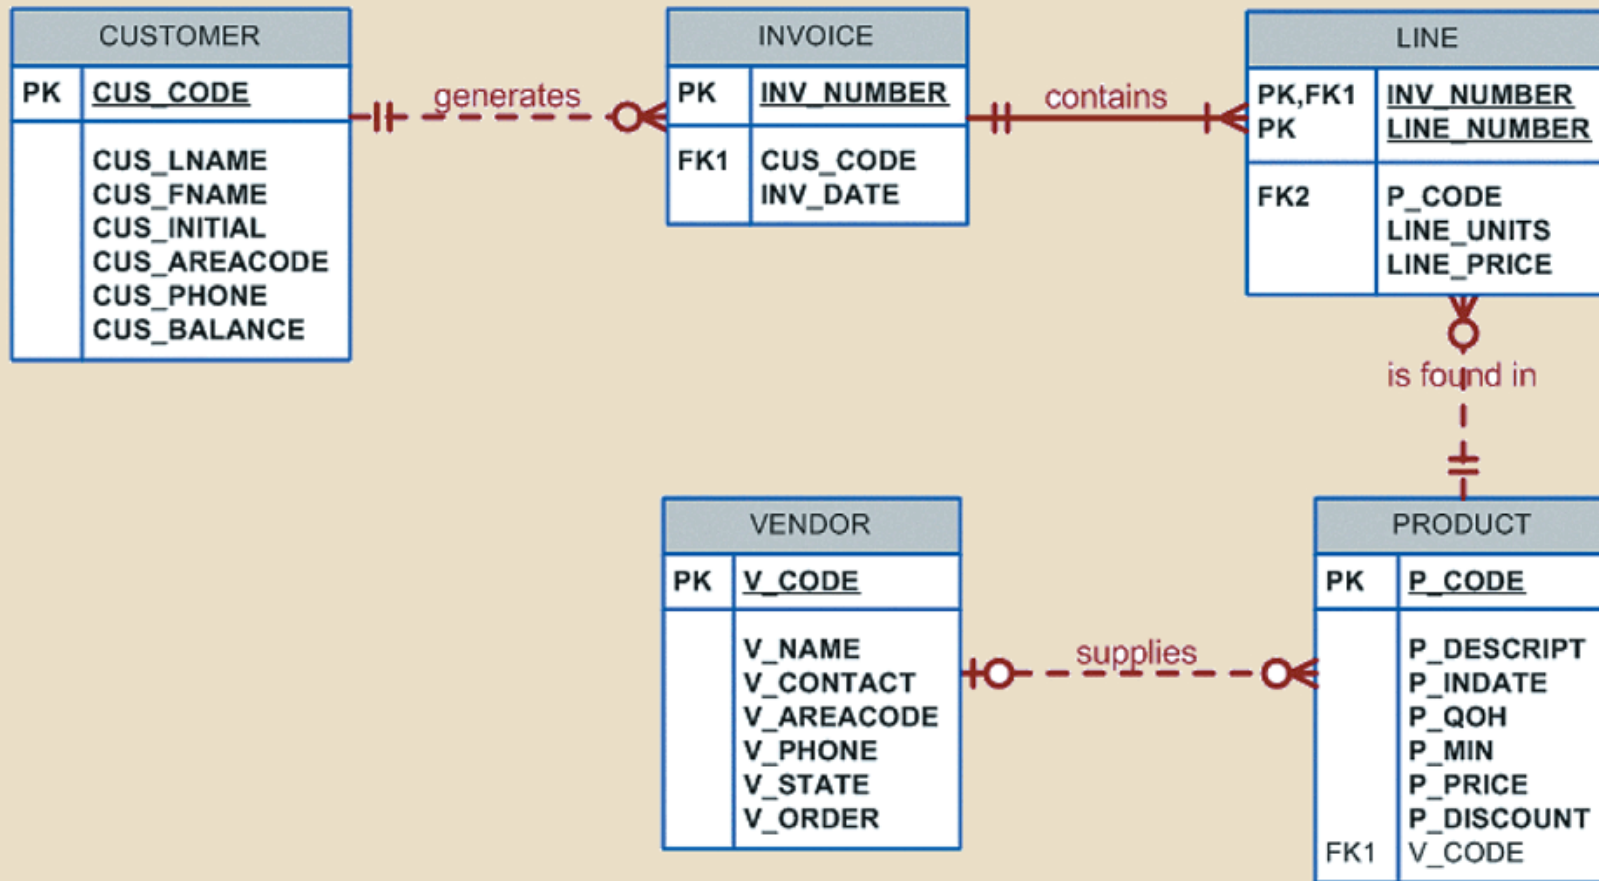 CUSTOMER
PK CUS_CODE
CUS_LNAME
CUS_FNAME
CUS_INITIAL
CUS_AREACODE
CUS_PHONE
CUS_BALANCE
generates
INVOICE
PK INV_NUMBER
FK1 CUS_CODE
INV_DATE
contains
LINE
PK,FK1 INV_NUMBER
PK LINE_NUMBER
FK2 P_CODE
LINE_UNITS
LINE_PRICE
is found in
VENDOR
PK V_CODE
V_NAME
V_CONTACT
V_AREACODE
V_PHONE
V_STATE
V_ORDER
supplies
PRODUCT
PK P_CODE
P_DESCRIPT
P_INDATE
P_QOH
P_MIN
P_PRICE
P_DISCOUNT
FK1 V_CODE